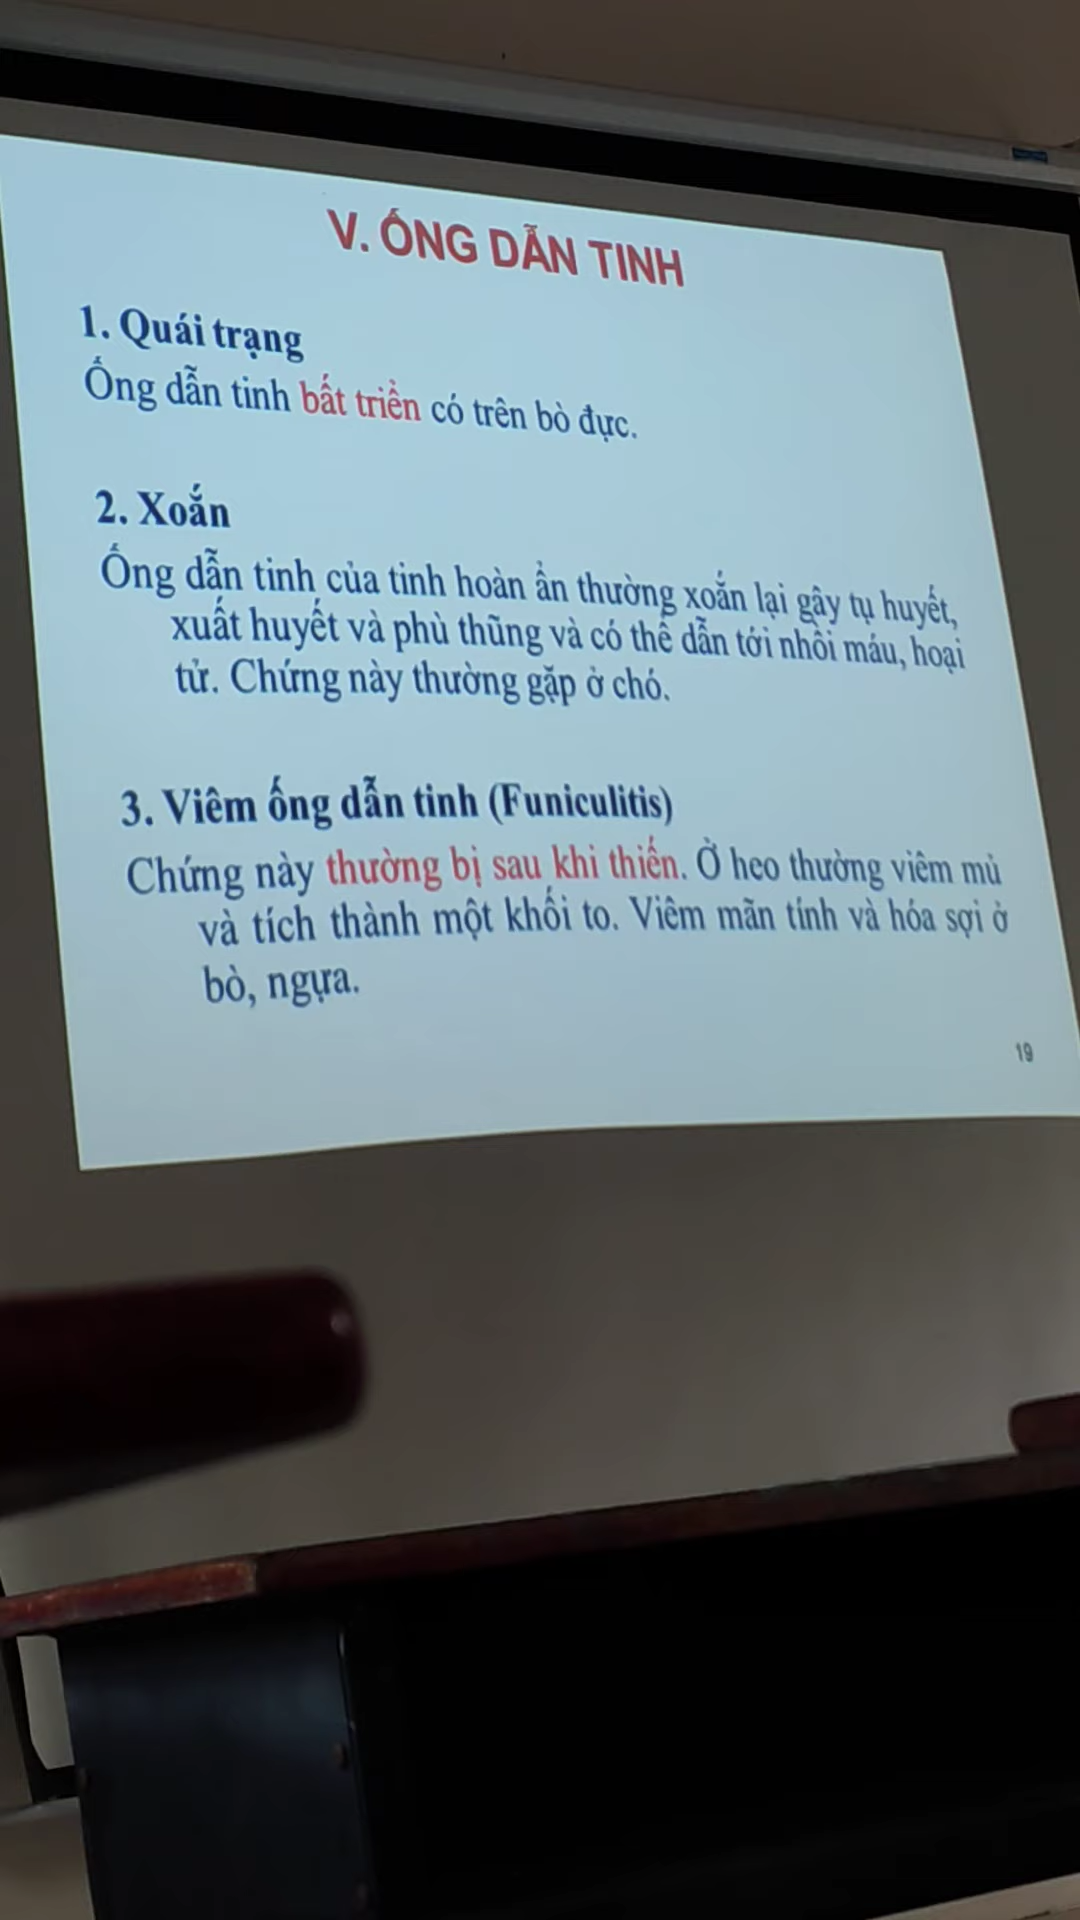 V. ỐNG DẪN TINH
1. Quái trạng
Ống dẫn tinh bất triển có trên bò đực.
2. Xoắn
Ống dẫn tinh của tinh hoàn ẩn thường xoắn lại gây tụ huyết,
xuất huyết và phù thũng và có thể dẫn tới nhồi máu, hoại
tử. Chứng này thường gặp ở chó.
3. Viêm ống dẫn tinh (Funiculitis)
Chứng này thường bị sau khi thiến. Ở heo thường viêm mủ
và tích thành một khối to. Viêm mãn tính và hóa sợi ở
bò, ngựa.
19